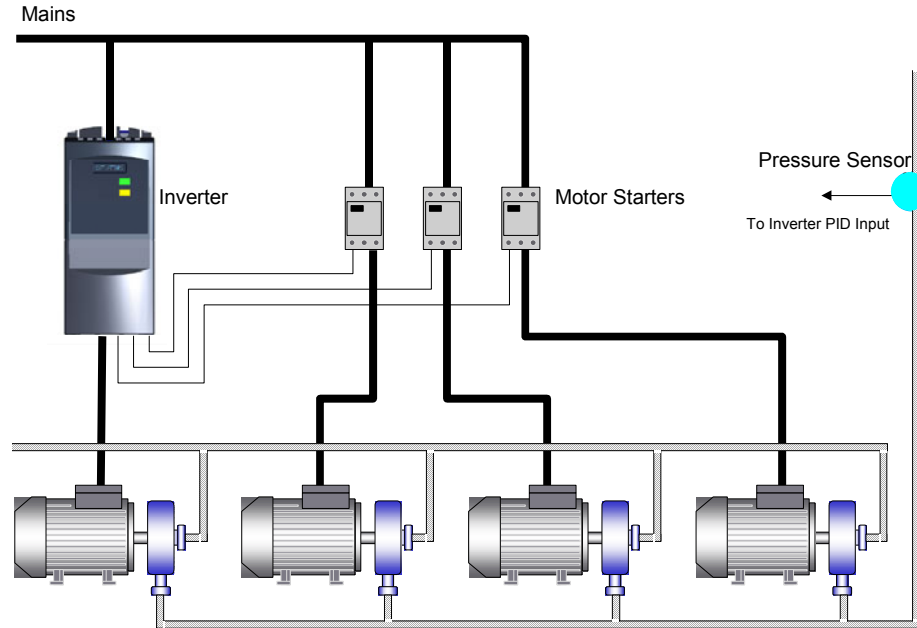 Mains
Inverter
Motor Starters
Pressure Sensor
To Inverter PID Input